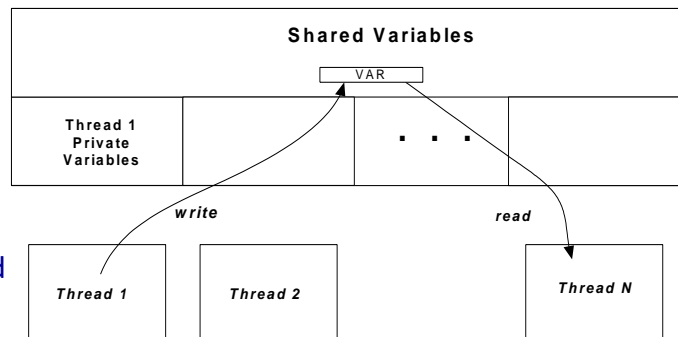 Shared Variables
VAR
Thread 1
Private
Variables
. . .
write
read
Thread 1
Thread 2
Thread N